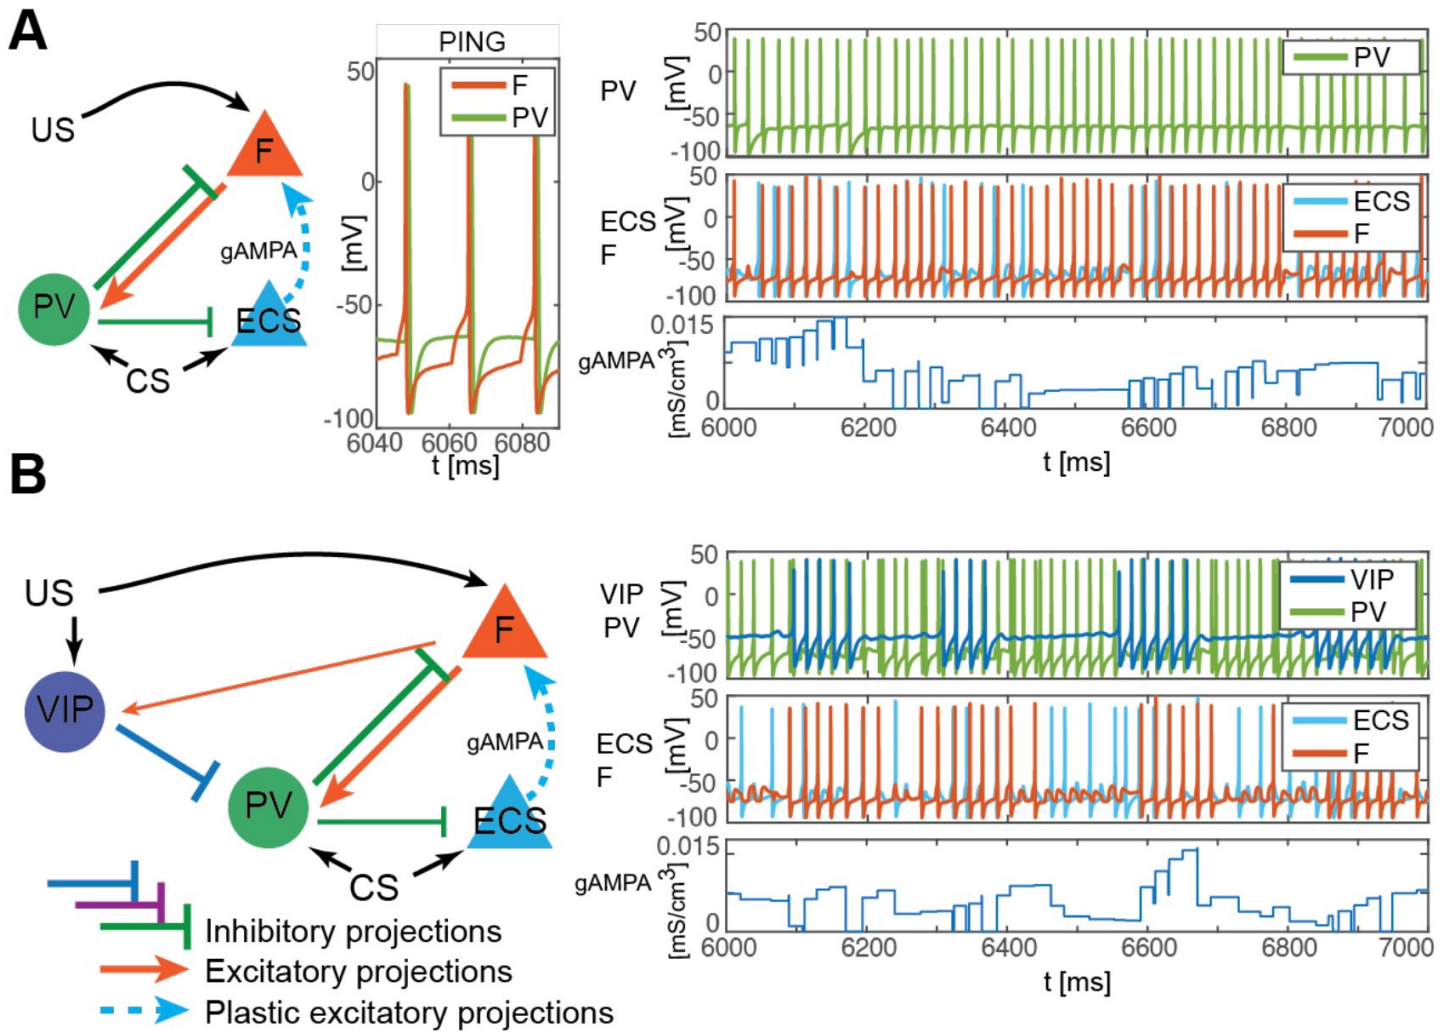 A
PING
US
F
gAMPA
PV
ECS
CS
50
0
-50
-100
[mV]
F
PV
6040 6060 6080
t [ms]
PV
50
0
-50
-100
[mV]
PV
ECS
F
50
0
-50
-100
[mV]
ECS
F
gAMPA
0.015
0
[mS/cm3]
6000 6200 6400 6600 6800 7000
t [ms]
B
US
F
VIP
gAMPA
PV
ECS
CS
Inhibitory projections
Excitatory projections
Plastic excitatory projections
VIP
PV
50
0
-50
-100
[mV]
VIP
PV
ECS
F
50
0
-50
-100
[mV]
ECS
F
gAMPA
0.015
0
[mS/cm3]
6000 6200 6400 6600 6800 7000
t [ms]